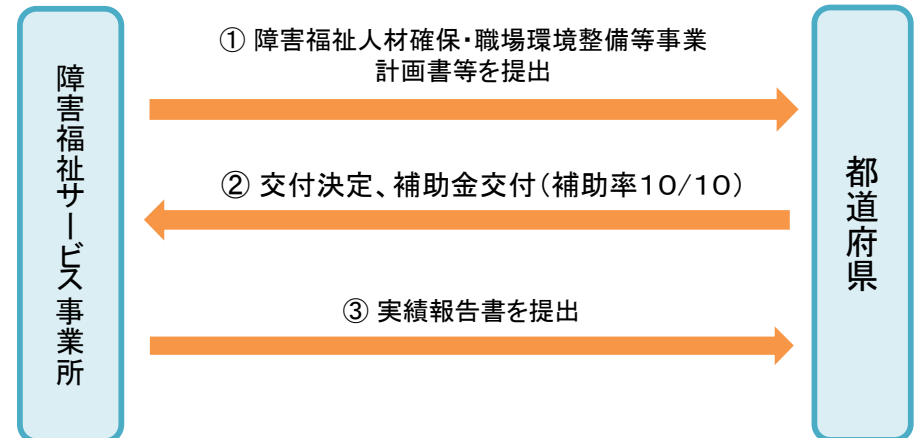 障害福祉サービス事業所
① 障害福祉人材確保・職場環境整備等事業
計画書等を提出
② 交付決定、補助金交付（補助率１０／１０）
③ 実績報告書を提出
都道府県